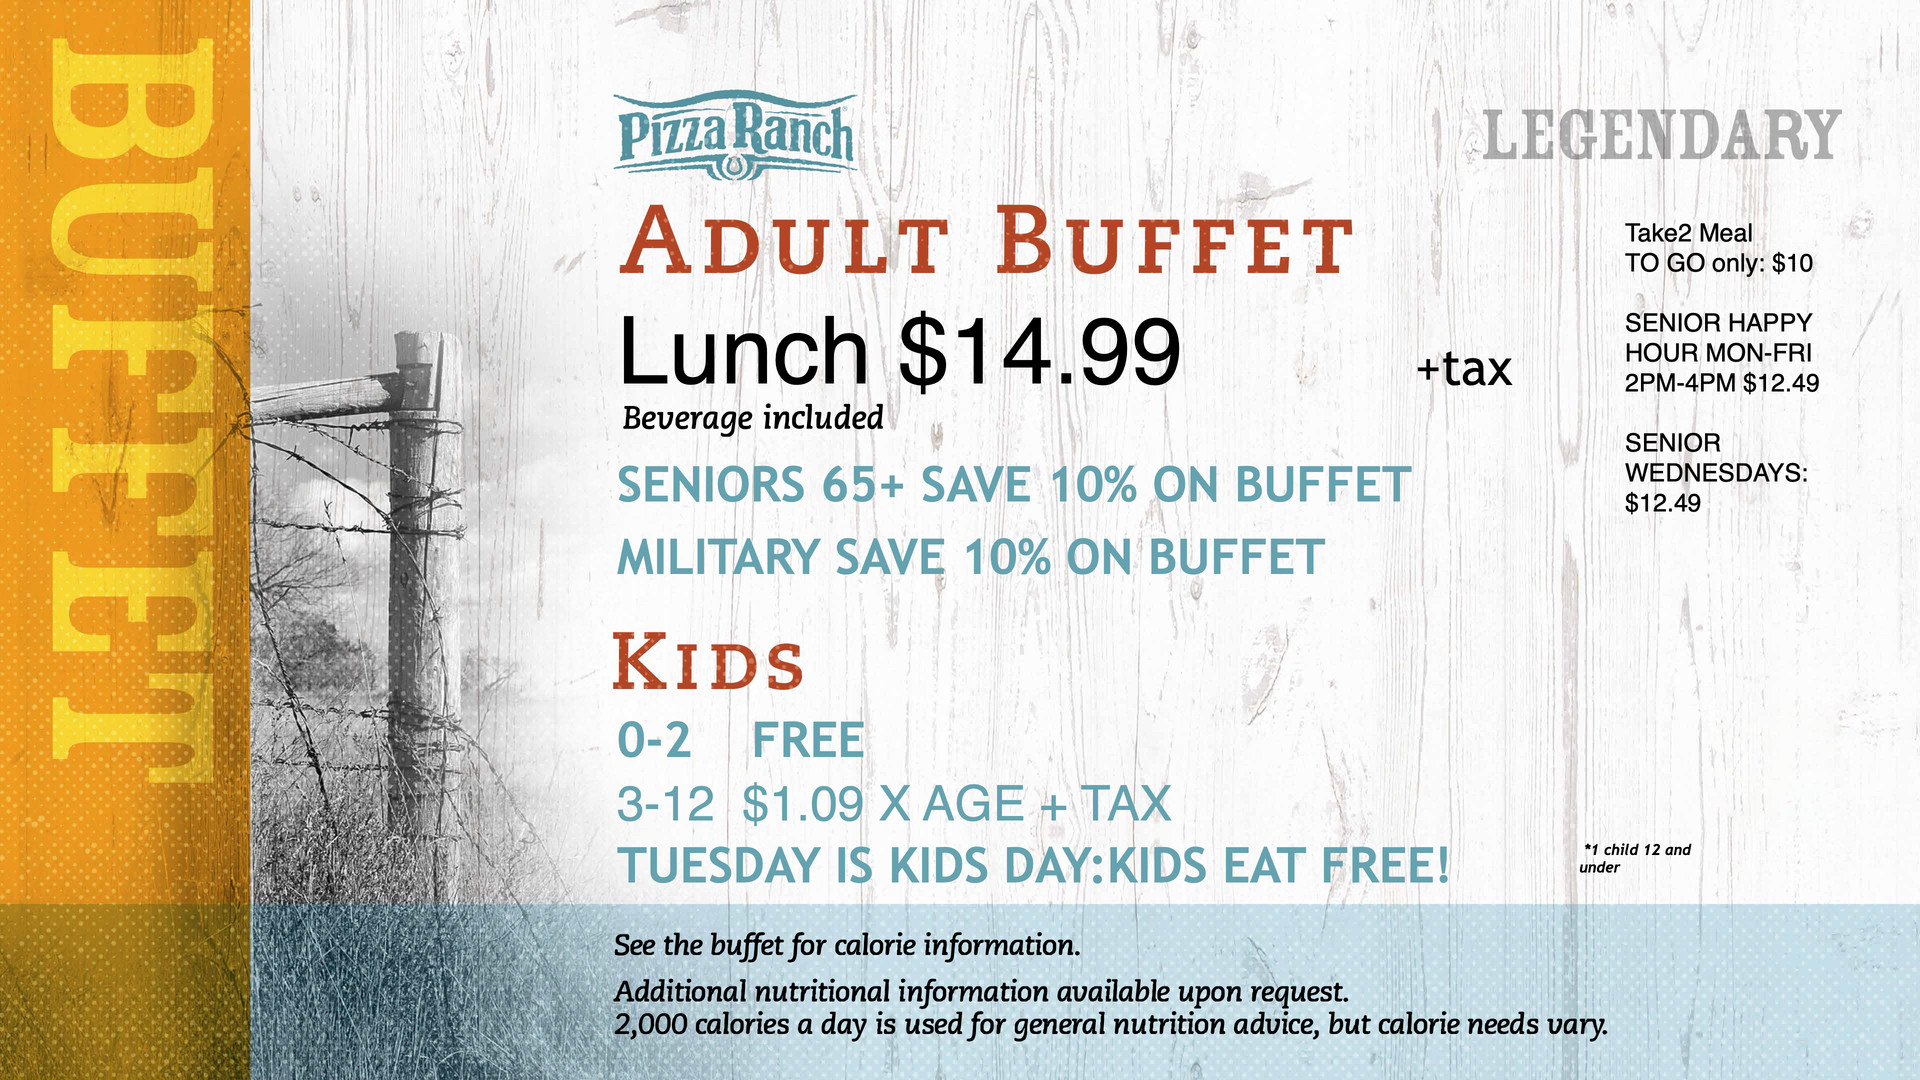 BUFFET
Pizza Ranch
LEGENDARY
ADULT BUFFET
Lunch $14.99
+tax
Beverage included
SENIORS 65+ SAVE 10% ON BUFFET
MILITARY SAVE 10% ON BUFFET
Take2 Meal
TO GO only: $10
SENIOR HAPPY
HOUR MON-FRI
2PM-4PM $12.49
SENIOR
WEDNESDAYS:
$12.49
KIDS
0-2 FREE
3-12 $1.09 X AGE + TAX
TUESDAY IS KIDS DAY:KIDS EAT FREE!
*1 child 12 and
under
See the buffet for calorie information.
Additional nutritional information available upon request.
2,000 calories a day is used for general nutrition advice, but calorie needs vary.